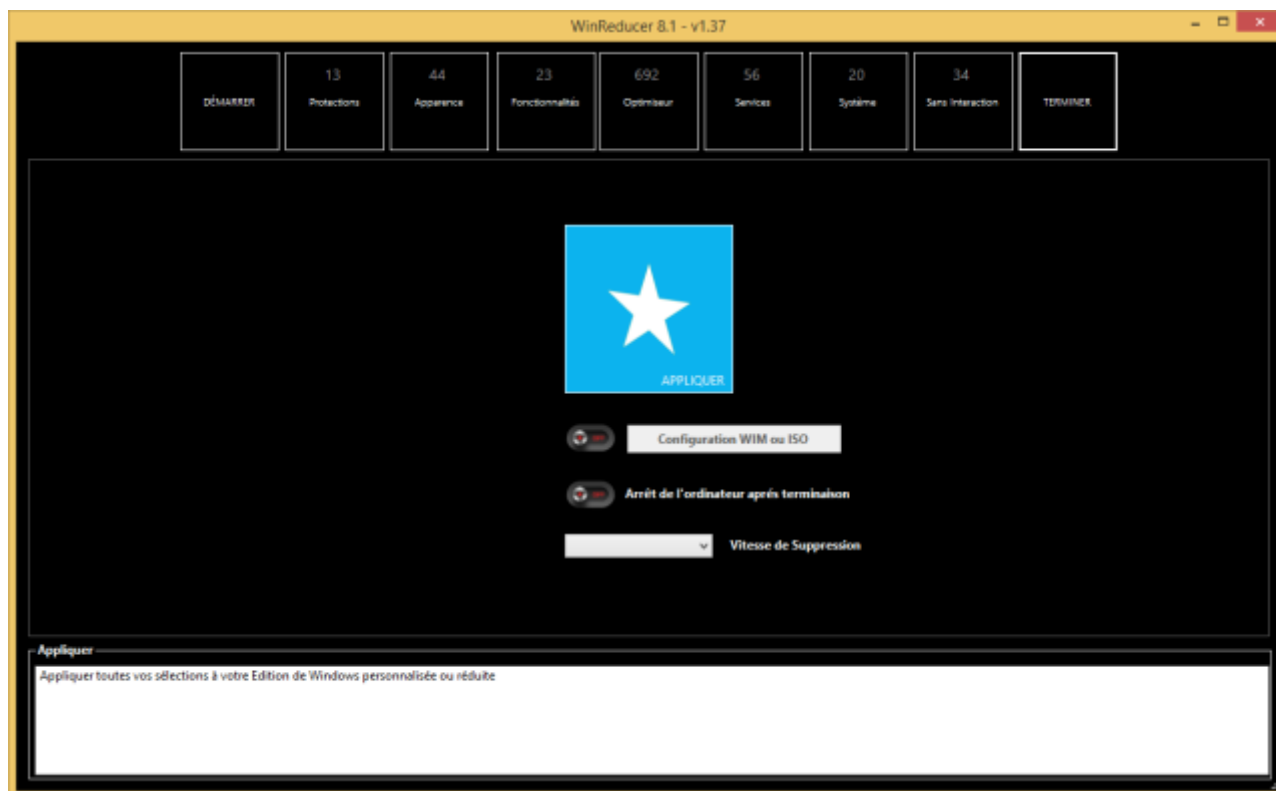 WinReducer 8.1 - v1.37
DÉMARRER
13
Protections
44
Apparence
23
Fonctionnalités
692
Optimiseur
56
Services
20
Système
34
Sans Interaction
TERMINER
APPLIQUER
Configuration WIM ou ISO
Arrêt de l'ordinateur aprés terminaison
Vitesse de Suppression
Appliquer
Appliquer toutes vos sélections à votre Edition de Windows personnalisée ou réduite